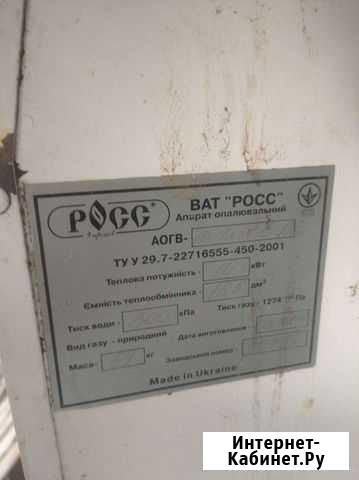 РОСС®
ВАТ "РОСС"
Апарат опалювальний
АОГВ-
ТУ У 29.7-22716555-450-2001
Теплова потужність- кВт
Ємність теплообмінника дм³
Тиск води- кПа Тиск газу- 1274 Па
Вид газу - природний Дата виготовлення
Маса- кг Заводський номер
Made in Ukraine
Интернет-
Кабинет.Ру